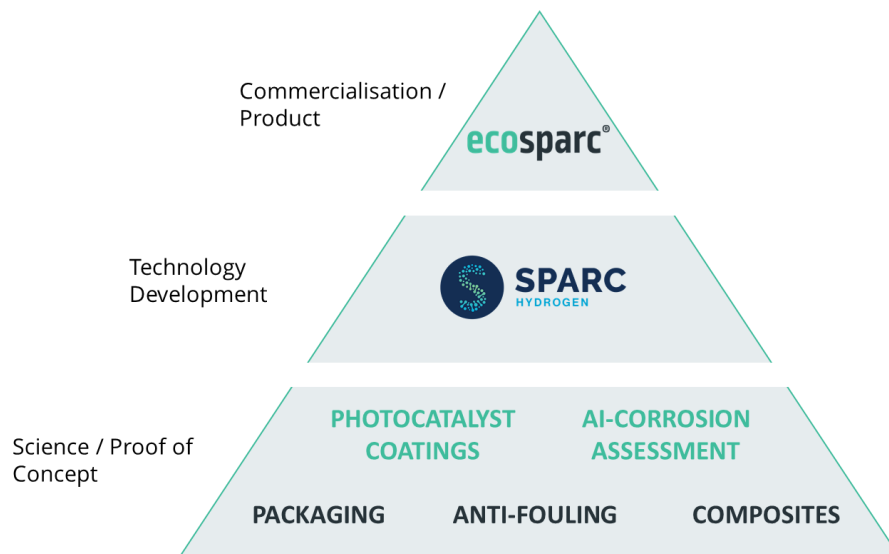 Commercialisation /
Product
ecosparc®
Technology
Development
SPARC
HYDROGEN
Science / Proof of
Concept
PHOTOCATALYST
COATINGS
AI-CORROSION
ASSESSMENT
PACKAGING
ANTI-FOULING
COMPOSITES